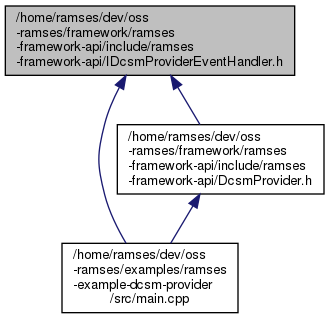 /home/ramses/dev/oss
-ramses/framework/ramses
-framework-api/include/ramses
-framework-api/IDcsmProviderEventHandler.h
/home/ramses/dev/oss
-ramses/framework/ramses
-framework-api/include/ramses
-framework-api/DcsmProvider.h
/home/ramses/dev/oss
-ramses/examples/ramses
-example-dcsm-provider
/src/main.cpp